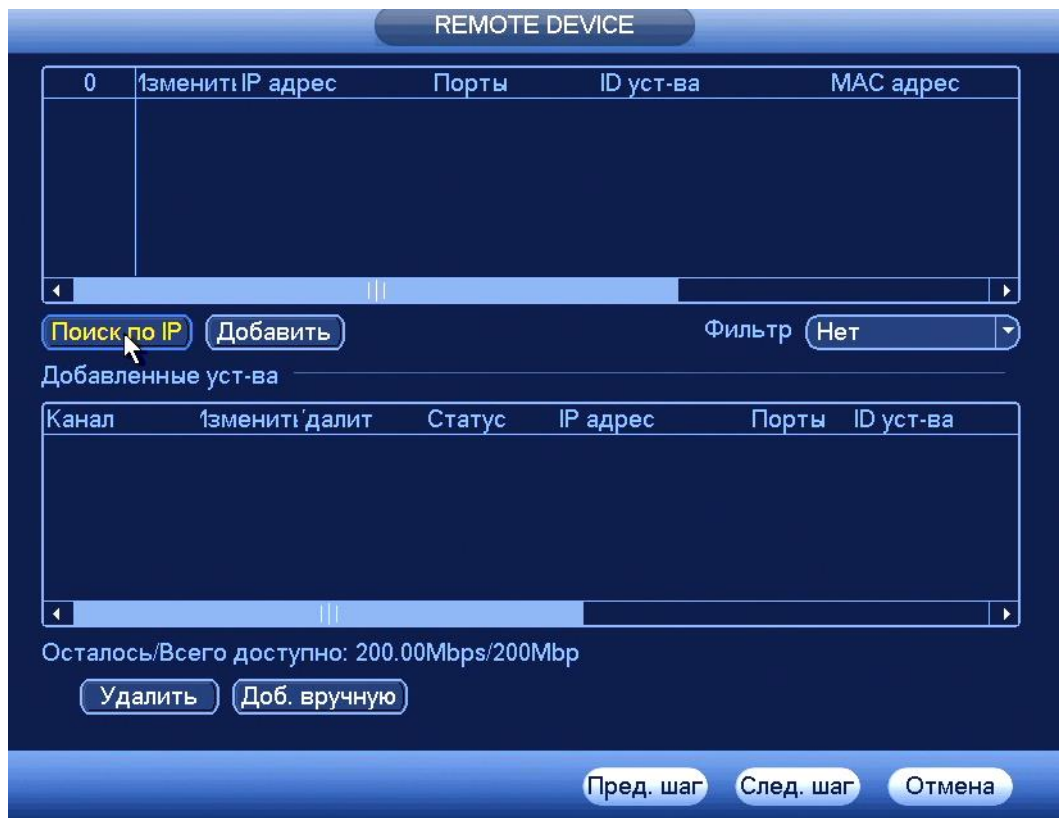 REMOTE DEVICE
0 Изменить IP адрес Порты ID уст-ва MAC адрес
Поиск по IP Добавить Фильтр Нет
Добавленные уст-ва
Канал Изменить далит Статус IP адрес Порты ID уст-ва
Осталось/Всего доступно: 200.00Mbps/200Mbp
Удалить Доб. вручную
Пред. шаг След. шаг Отмена